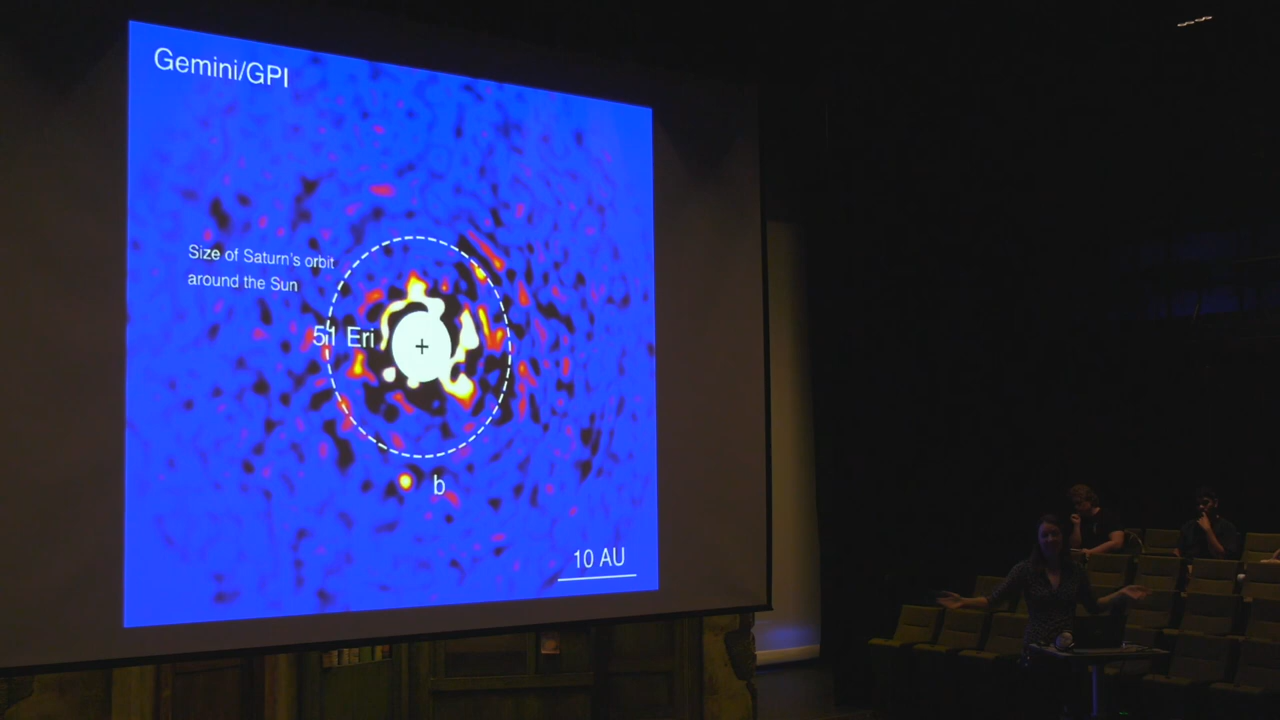 Gemini/GPI
Size of Saturn's orbit
around the Sun
51 Eri
b
10 AU